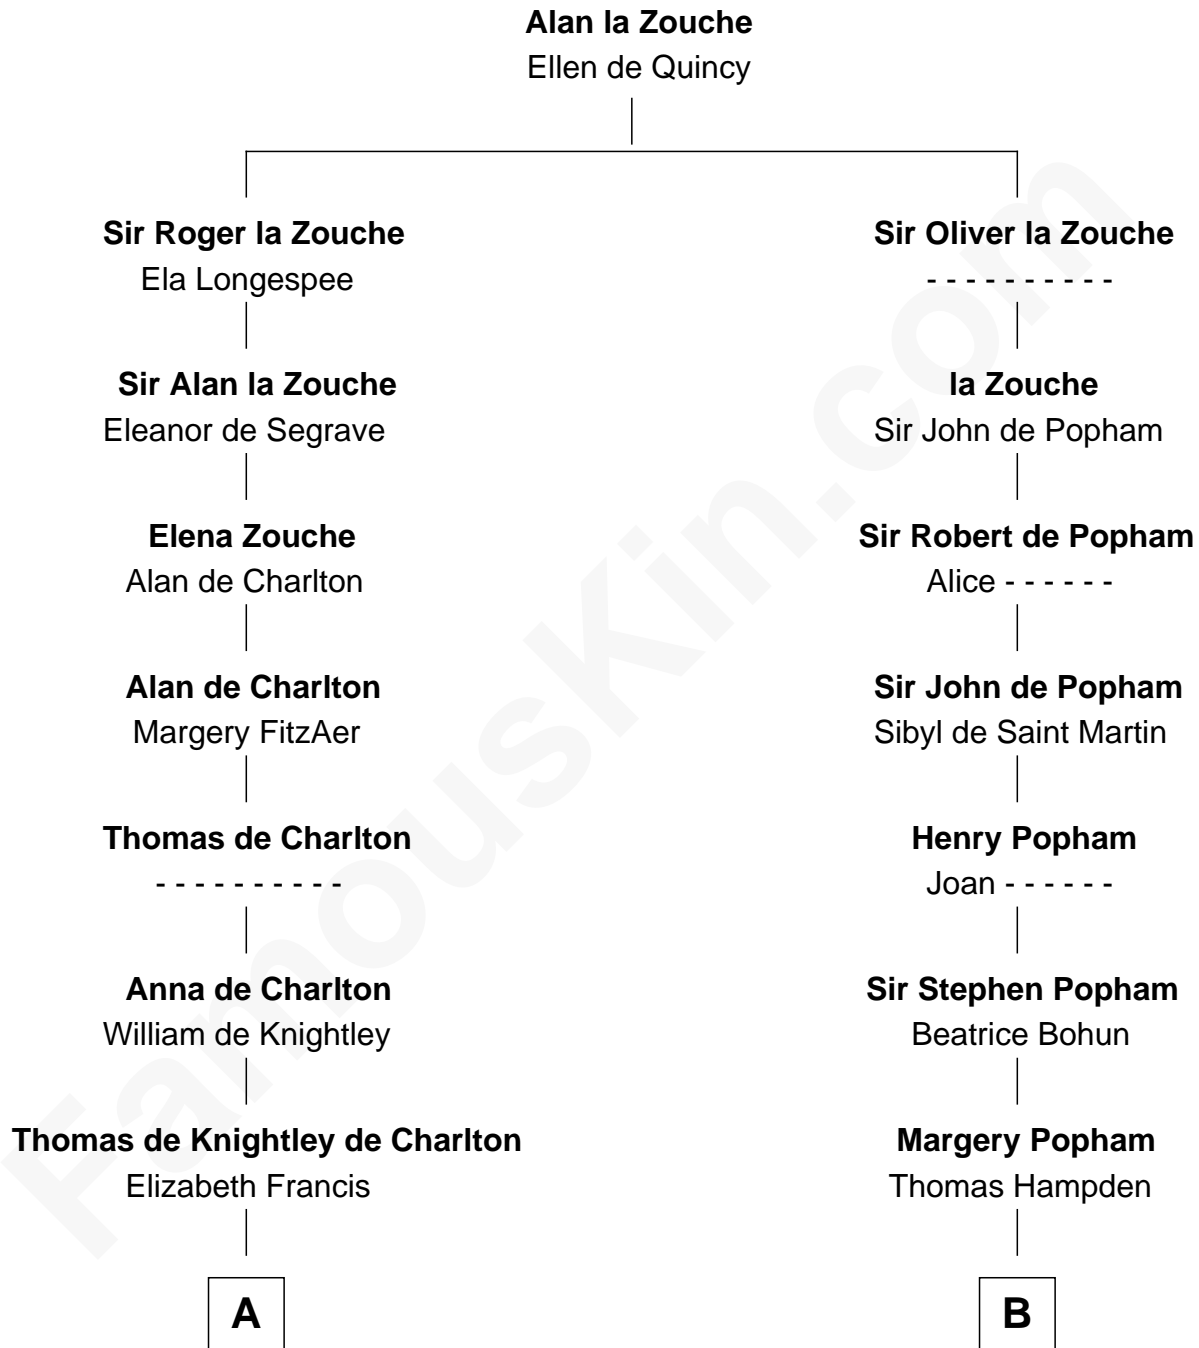 Alan la Zouche
Ellen de Quincy
Sir Roger la Zouche
Ela Longespee
Sir Oliver la Zouche
- - - - - - - - - -
Sir Alan la Zouche
Eleanor de Segrave
la Zouche
Sir John de Popham
Elena Zouche
Alan de Charlton
Sir Robert de Popham
Alice - - - - - -
Alan de Charlton
Margery FitzAer
Sir John de Popham
Sibyl de Saint Martin
Thomas de Charlton
- - - - - - - - - -
Henry Popham
Joan - - - - - -
Anna de Charlton
William de Knightley
Sir Stephen Popham
Beatrice Bohun
Thomas de Knightley de Charlton
Elizabeth Francis
Margery Popham
Thomas Hampden
A
B
FamousKin.com